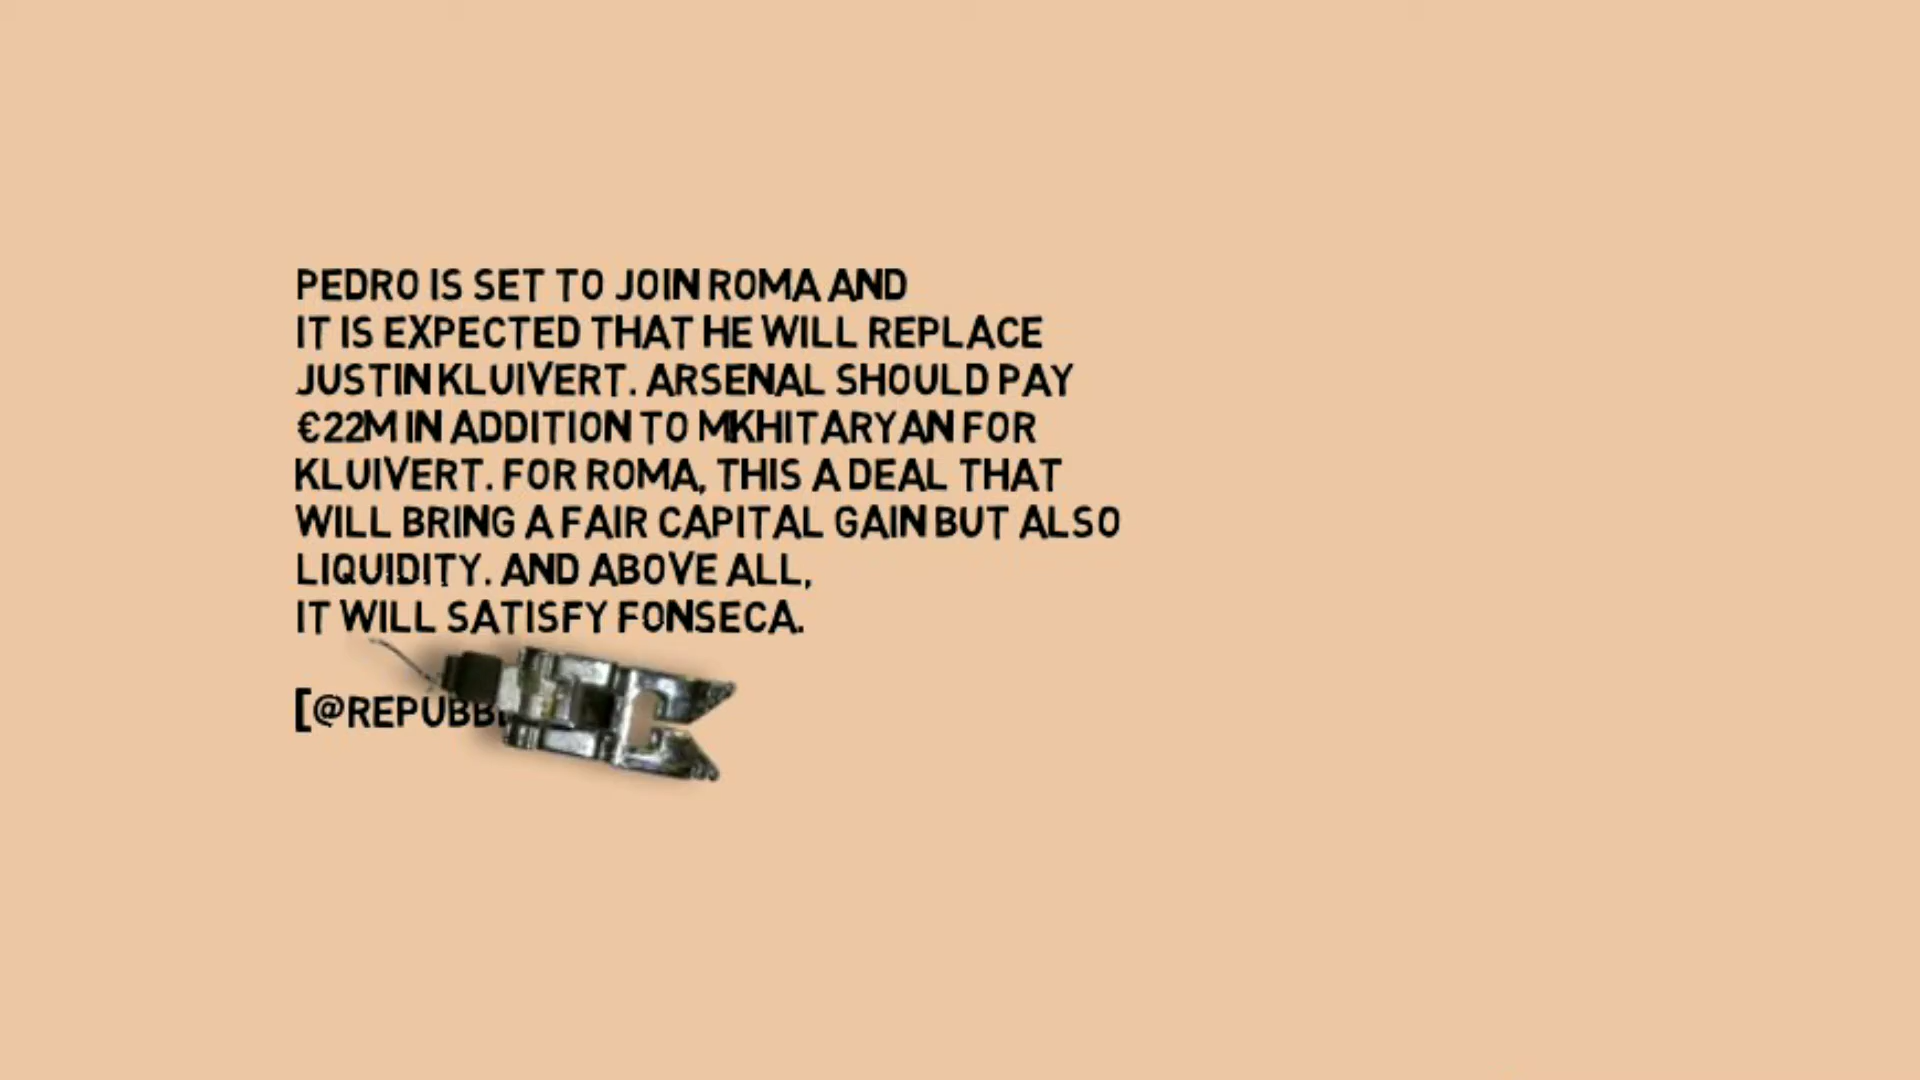 PEDRO IS SET TO JOIN ROMA AND
IT IS EXPECTED THAT HE WILL REPLACE
JUSTIN KLUIVERT. ARSENAL SHOULD PAY
€22M IN ADDITION TO MKHITARYAN FOR
KLUIVERT. FOR ROMA, THIS A DEAL THAT
WILL BRING A FAIR CAPITAL GAIN BUT ALSO
LIQUIDITY. AND ABOVE ALL,
IT WILL SATISFY FONSECA.